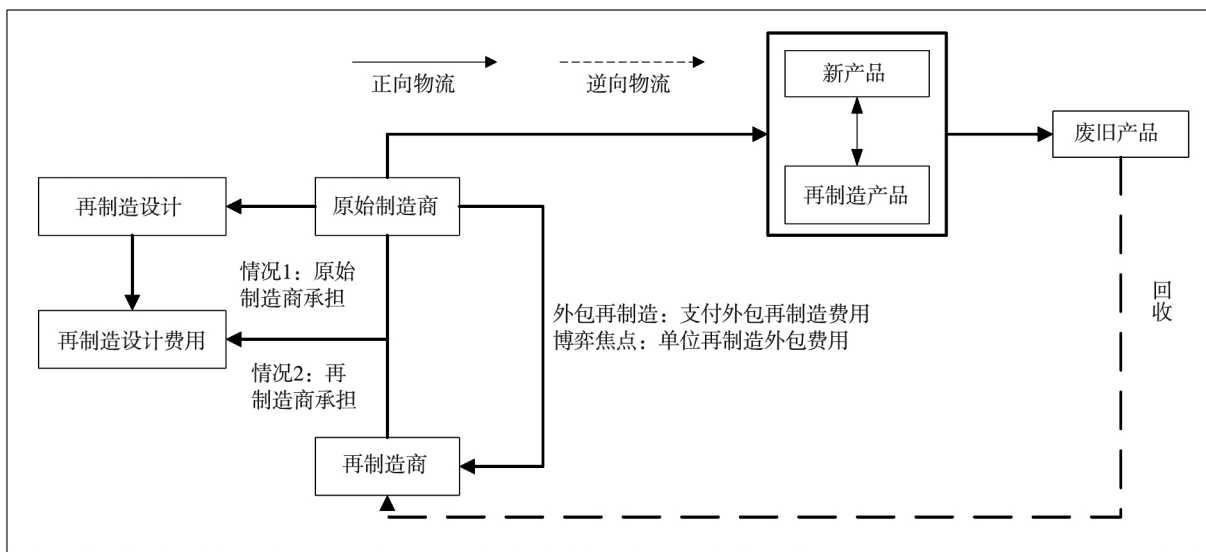 正向物流
逆向物流
新产品
再制造产品
废旧产品
再制造设计
原始制造商
情况1：原始
制造商承担
再制造设计费用
外包再制造：支付外包再制造费用
博弈焦点：单位再制造外包费用
情况2：再
制造商承担
再制造商
回
收